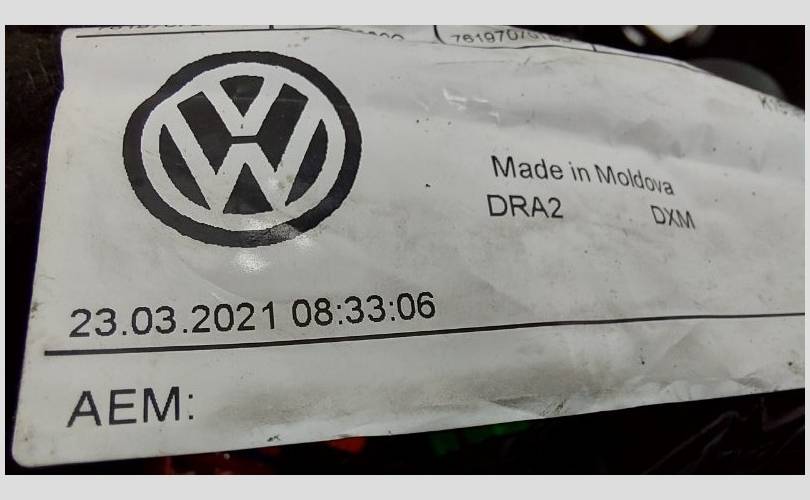 Made in Moldova
DRA2 DXM
23.03.2021 08:33:06
AEM: